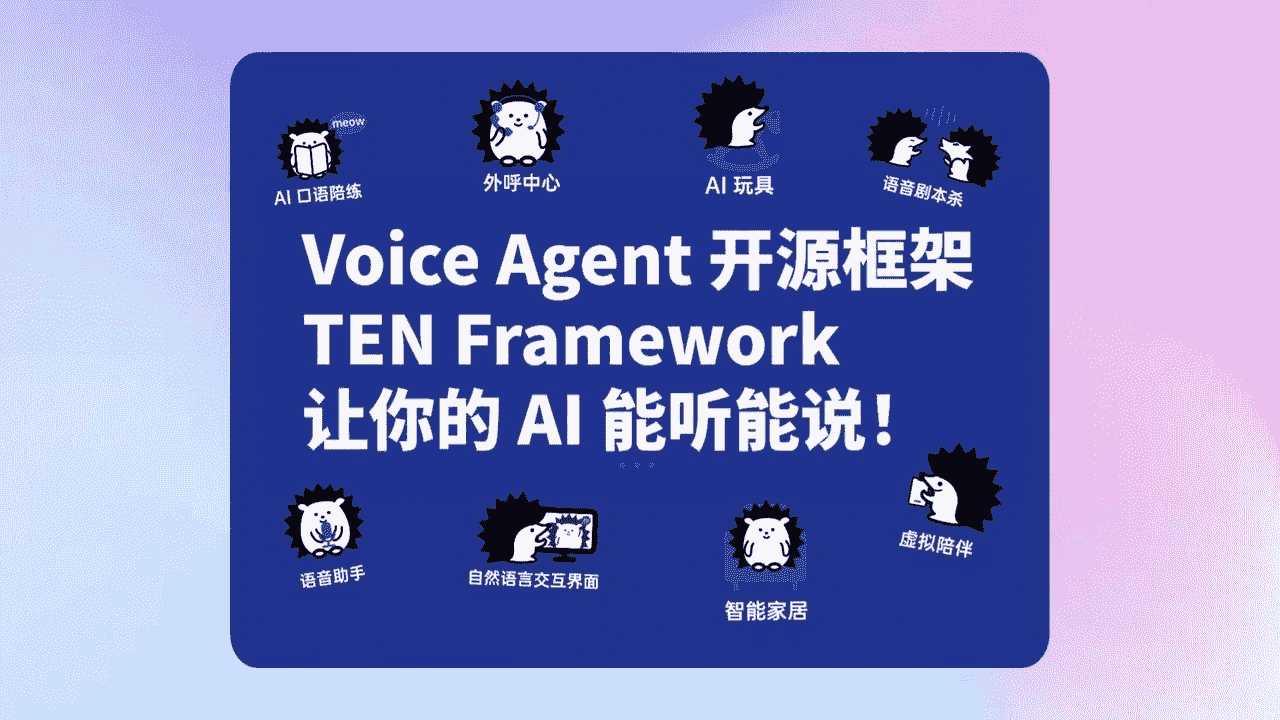 meow
AI 口语陪练
外呼中心
AI 玩具
语音剧本杀
Voice Agent 开源框架
TEN Framework
让你的 AI 能听能说！
语音助手
自然语言交互界面
智能家居
虚拟陪伴